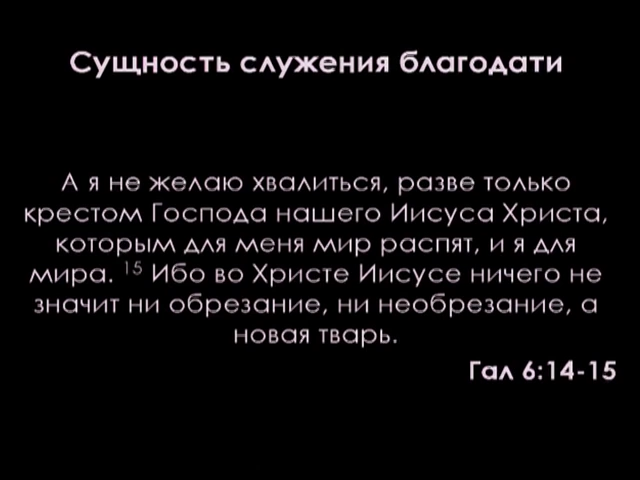 Сущность служения благодати
А я не желаю хвалиться, разве только
крестом Господа нашего Иисуса Христа,
которым для меня мир распят, и я для
мира. 15 Ибо во Христе Иисусе ничего не
значит ни обрезание, ни необрезание, а
новая тварь.
Гал 6:14-15